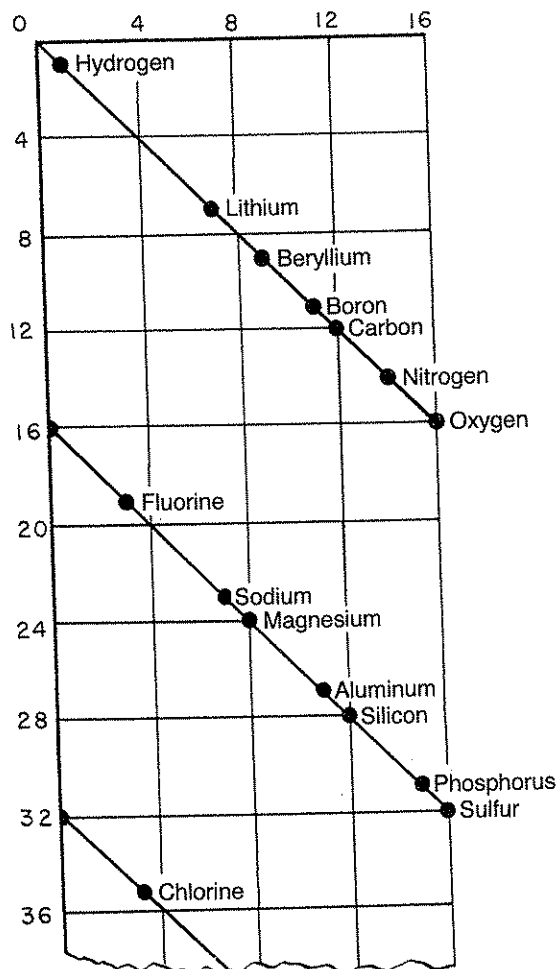 0 4 8 12 16
Hydrogen
4
Lithium
8
Beryllium
Boron
12
Carbon
Nitrogen
16
Oxygen
Fluorine
20
Sodium
24
Magnesium
Aluminum
28
Silicon
Phosphorus
32
Sulfur
Chlorine
36